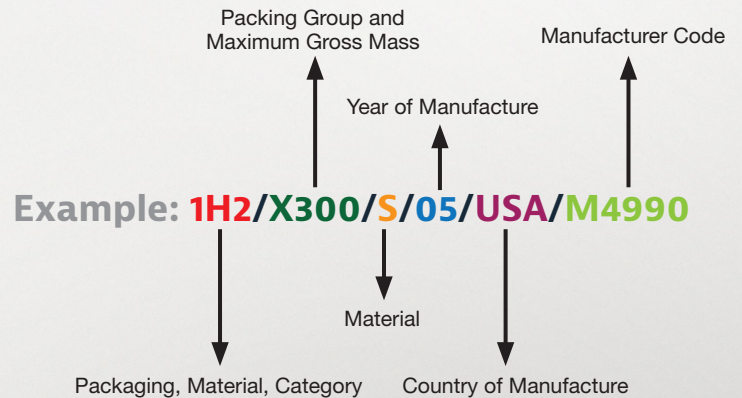 Packing Group and
Maximum Gross Mass
Manufacturer Code
Year of Manufacture
Example: 1H2/X300/S/05/USA/M4990
Material
Packaging, Material, Category
Country of Manufacture